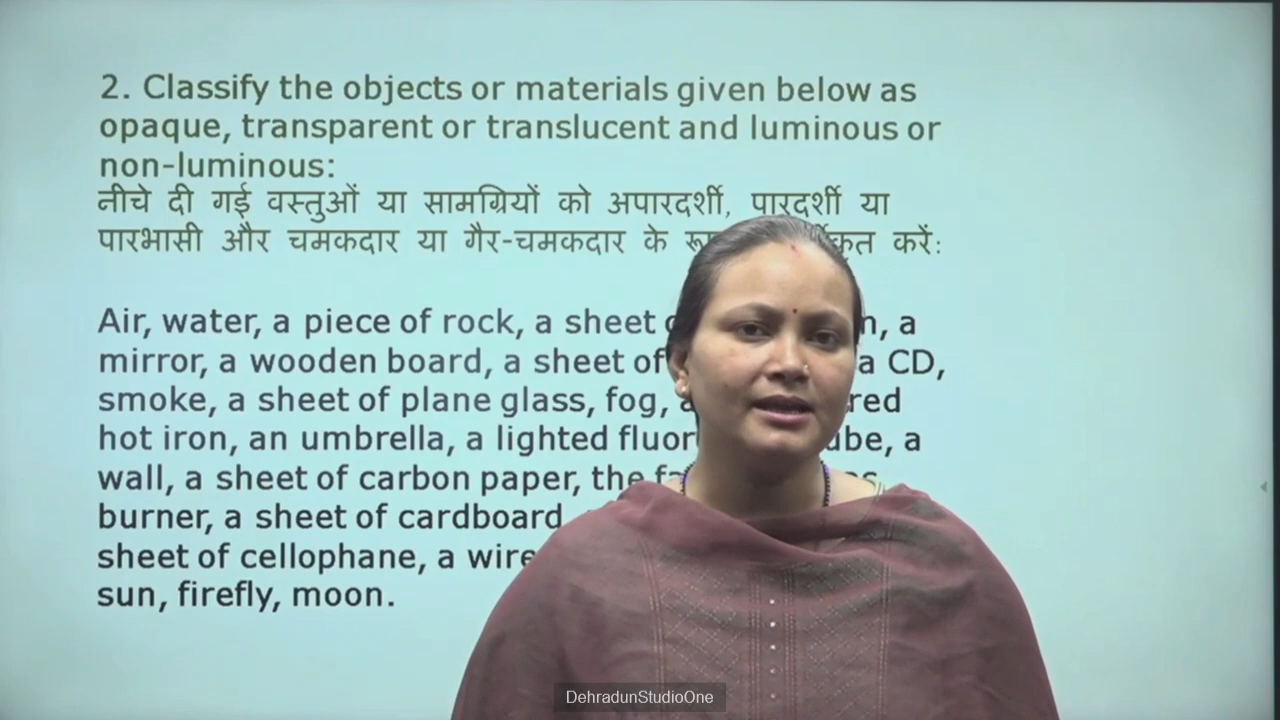 2. Classify the objects or materials given below as
opaque, transparent or translucent and luminous or
non-luminous:
नीचे दी गई वस्तुओं या सामग्रियों को अपारदर्शी, पारदर्शी या
पारभासी और चमकदार या गैर-चमकदार के करें:
Air, water, a piece of rock, a sheet a
mirror, a wooden board, a sheet of a CD,
smoke, a sheet of plane glass, fog, red
hot iron, an umbrella, a lighted a
wall, a sheet of carbon paper, the
burner, a sheet of cardboard
sheet of cellophane, a wire
sun, firefly, moon.
DehradunStudioOne